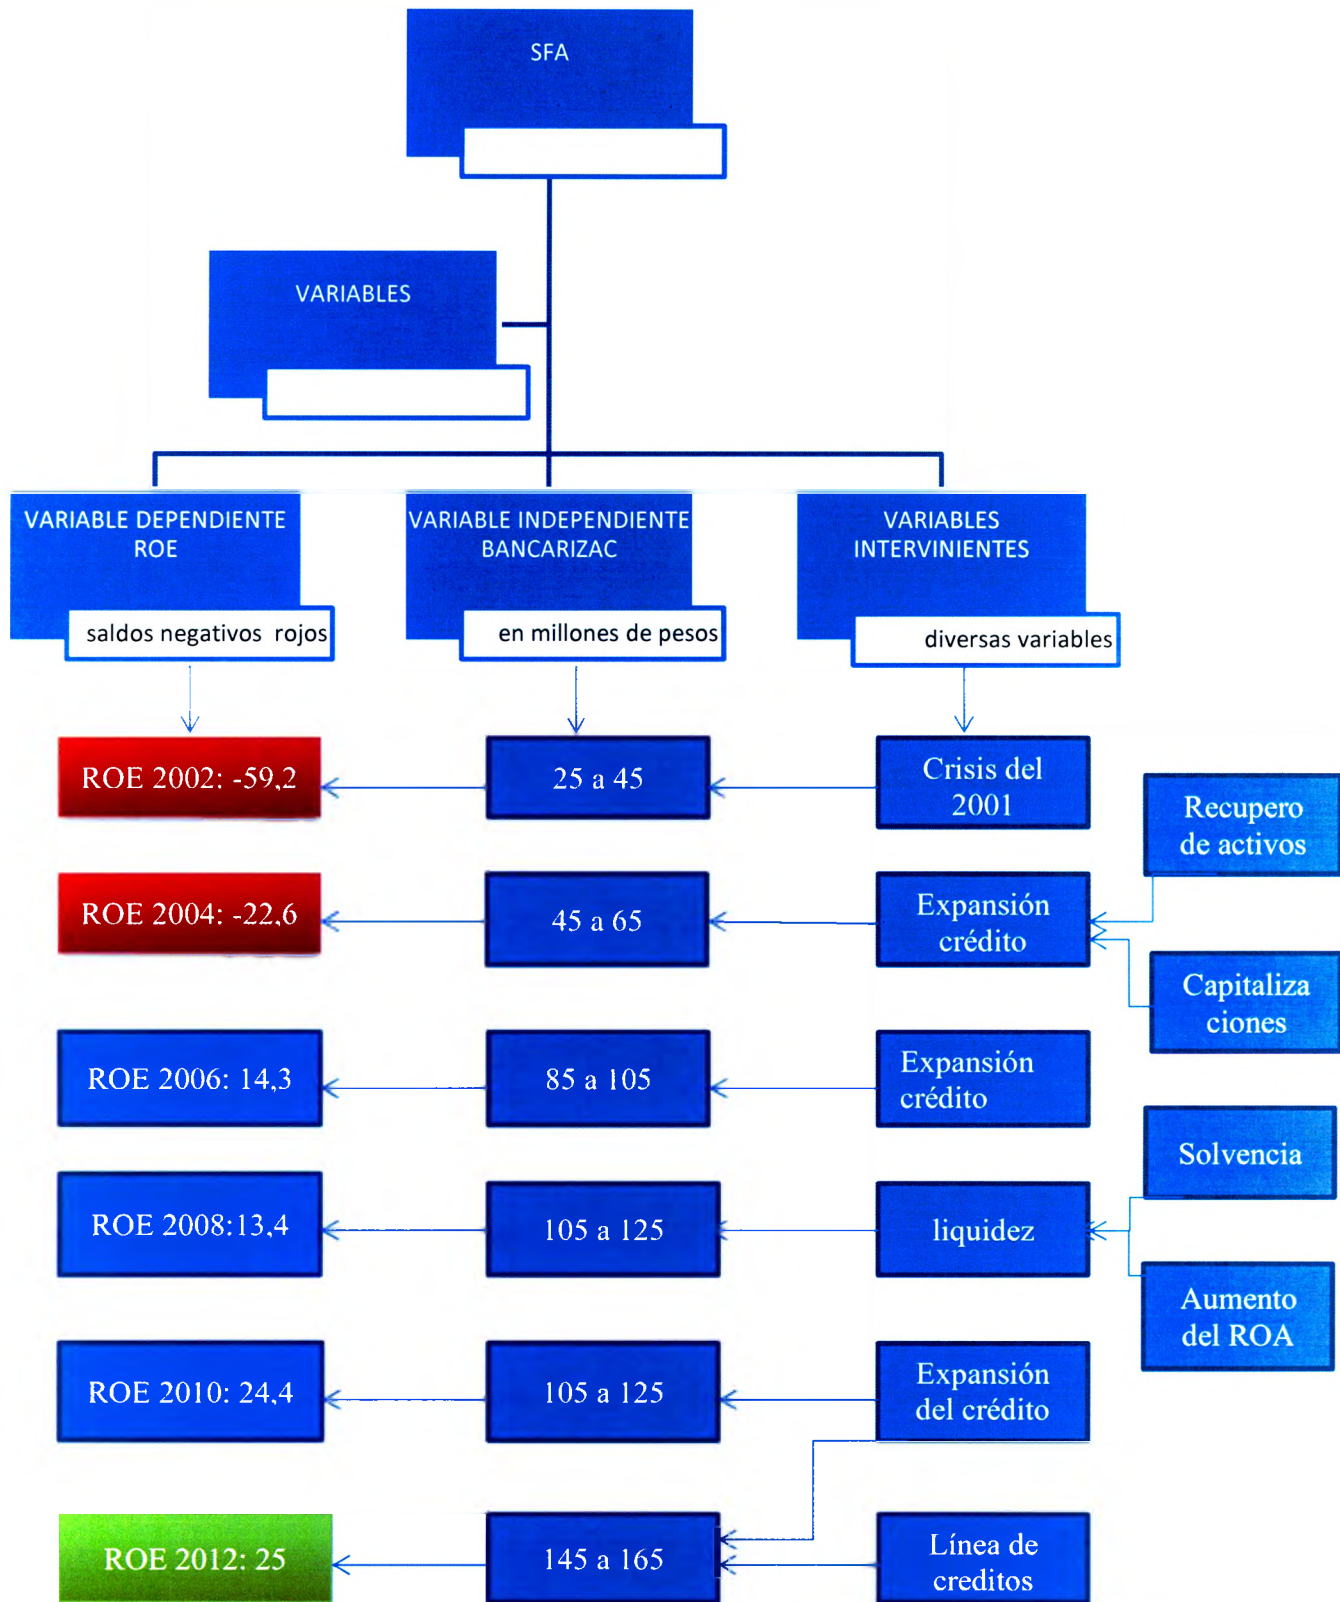 SFA
VARIABLES
VARIABLE DEPENDIENTE
ROE
saldos negativos  rojos
VARIABLE INDEPENDIENTE
BANCARIZAC
en millones de pesos
VARIABLES
INTERVINIENTES
diversas variables
ROE 2002: -59,2
25 a 45
Crisis del
2001
Recupero
de activos
ROE 2004: -22,6
45 a 65
Expansión
crédito
Capitaliza
ciones
ROE 2006: 14,3
85 a 105
Expansión
crédito
Solvencia
ROE 2008:13,4
105 a 125
liquidez
Aumento
del ROA
ROE 2010: 24,4
105 a 125
Expansión
del crédito
ROE 2012: 25
145 a 165
Línea de
creditos